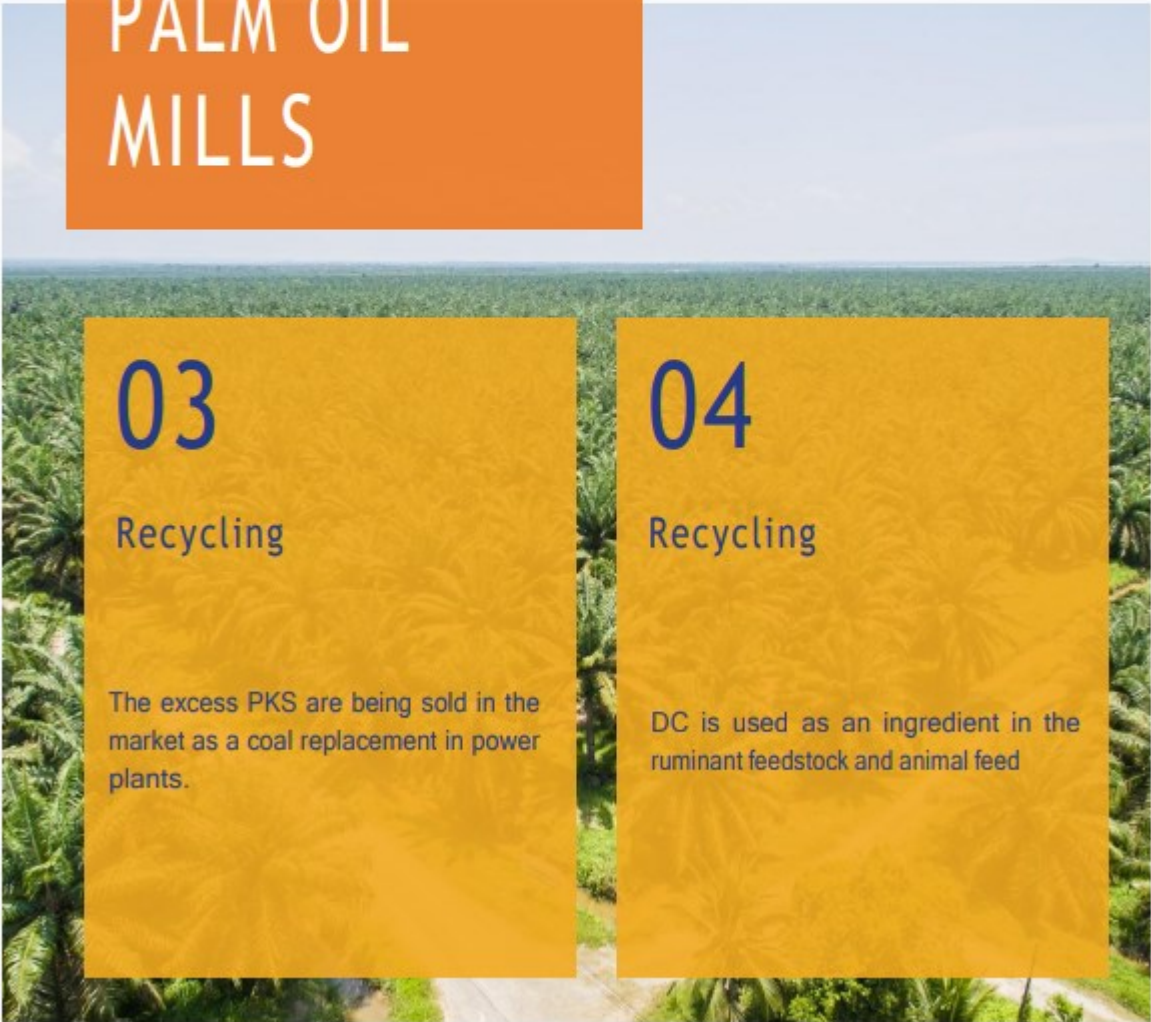 PALM OIL
MILLS
03
Recycling
The excess PKS are being sold in the
market as a coal replacement in power
plants.
04
Recycling
DC is used as an ingredient in the
ruminant feedstock and animal feed